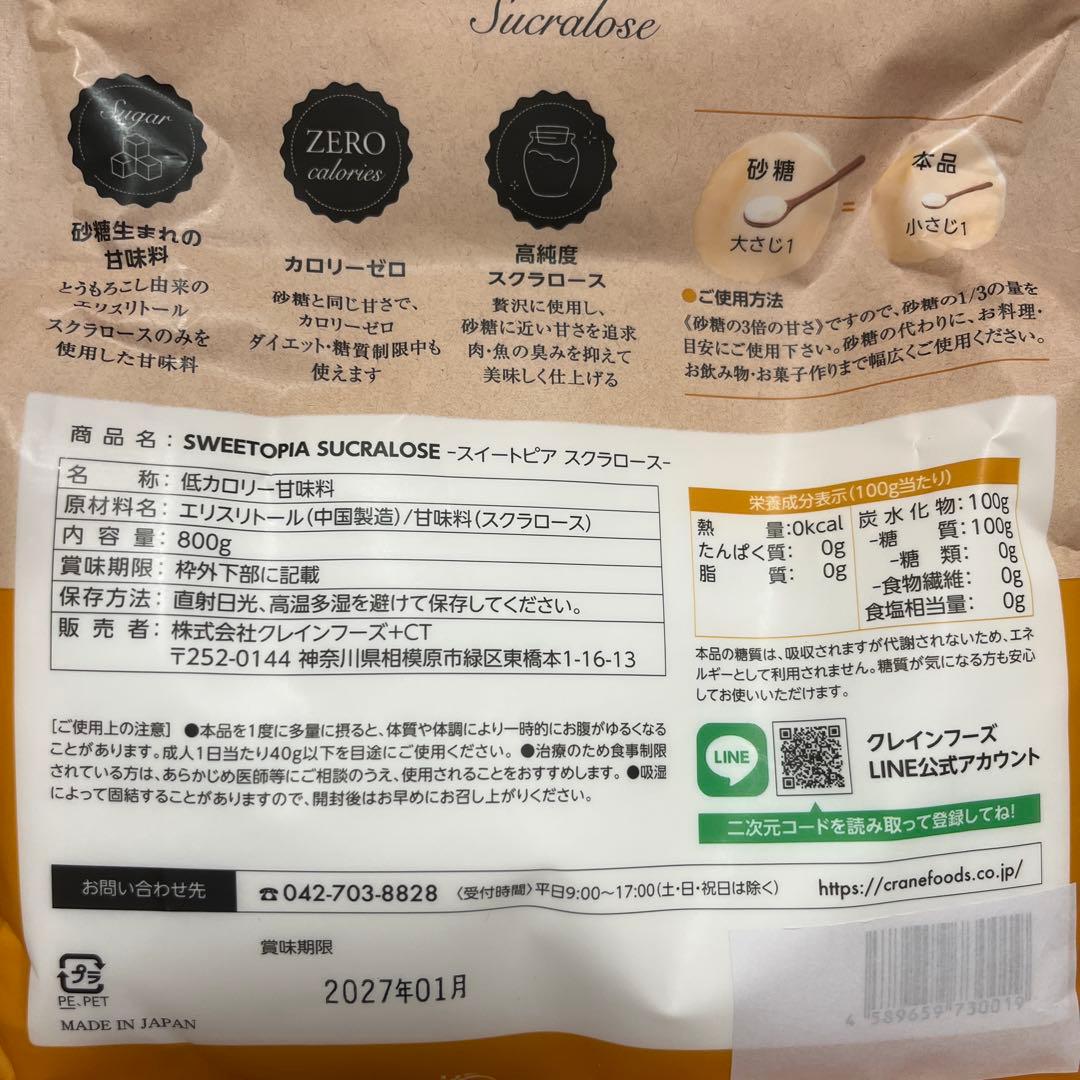 Sucralose
Sugar
砂糖生まれの
甘味料
とうもろこし由来の
エリスリトール
スクラロースのみを
使用した甘味料
ZERO
calories
カロリーゼロ
砂糖と同じ甘さで、
カロリーゼロ
ダイエット・糖質制限中も
使えます
高純度
スクラロース
贅沢に使用し、
砂糖に近い甘さを追求
肉・魚の臭みを抑えて
美味しく仕上げる
砂糖
大さじ1
=
本品
小さじ1
●ご使用方法
《砂糖の3倍の甘さ》ですので、砂糖の1/3の量を
目安にご使用下さい。砂糖の代わりに、お料理・
お飲み物・お菓子作りまで幅広くご使用ください。
商品名：SWEETOPIA SUCRALOSE -スイートピア スクラロース-
名称：低カロリー甘味料
原材料名：エリスリトール(中国製造)/甘味料(スクラロース)
内容量：800g
賞味期限：枠外下部に記載
保存方法：直射日光、高温多湿を避けて保存してください。
販売者：株式会社クレインフーズ+CT
〒252-0144 神奈川県相模原市緑区東橋本1-16-13
栄養成分表示(100g当たり)
熱量：0kcal
たんぱく質：0g
脂質：0g
炭水化物：100g
-糖質：100g
-糖類：0g
-食物繊維：0g
食塩相当量：0g
本品の糖質は、吸収されますが代謝されないため、エネ
ルギーとして利用されません。糖質が気になる方も安心
してお使いいただけます。
[ご使用上の注意] ●本品を1度に多量に摂ると、体質や体調により一時的にお腹がゆるくなる
ことがあります。成人1日当たり40g以下を目途にご使用ください。●治療のため食事制限
されている方は、あらかじめ医師等にご相談のうえ、使用されることをおすすめします。●吸湿
によって固結することがありますので、開封後はお早めにお召し上がりください。
LINE
クレインフーズ
LINE公式アカウント
二次元コードを読み取って登録してね!
お問い合わせ先
☎042-703-8828 〈受付時間〉平日9:00～17:00(土・日・祝日は除く) https://cranefoods.co.jp/
賞味期限
2027年01月
プラ
PE、PET
MADE IN JAPAN
4 589659 730019